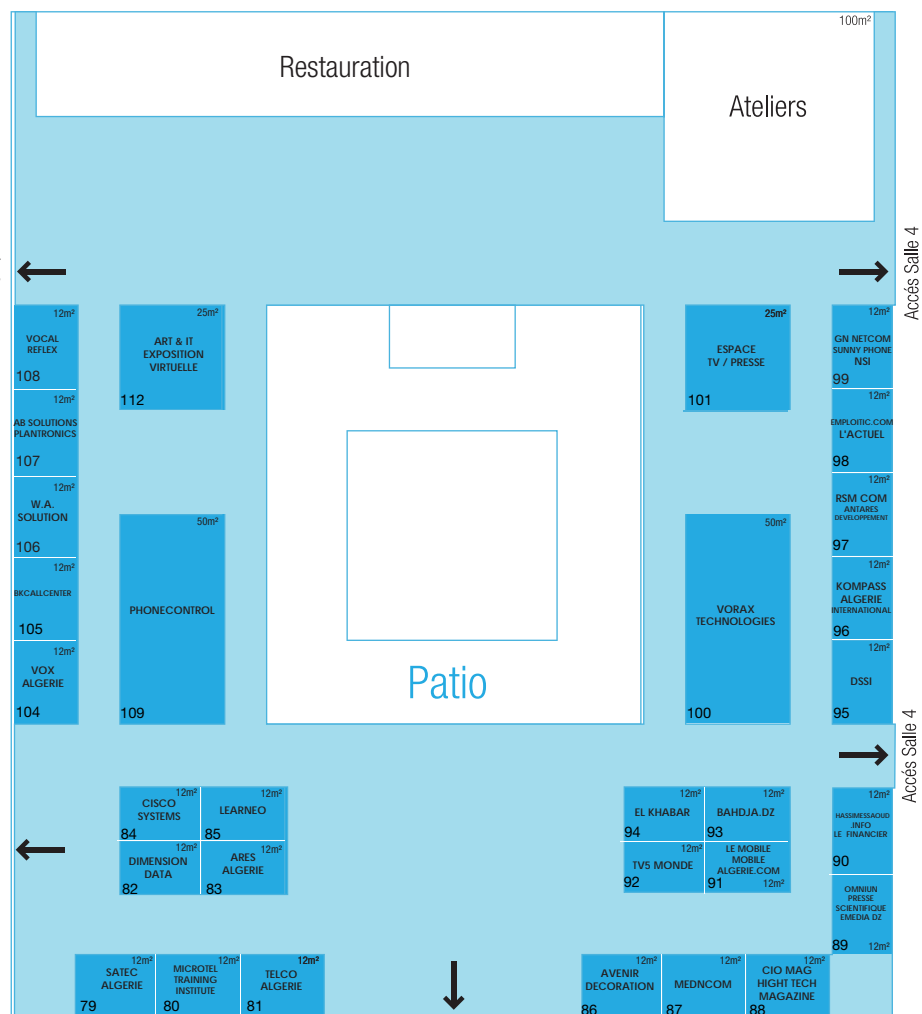 100m²
Restauration
Ateliers
Accés Salle 4
12m²
VOCAL
REFLEX
108
25m²
ART & IT
EXPOSITION
VIRTUELLE
112
25m²
ESPACE
TV / PRESSE
101
12m²
GN NETCOM
SUNNY PHONE
NSI
99
12m²
AB SOLUTIONS
PLANTRONICS
107
12m²
EMPLOITIC.COM
L'ACTUEL
98
12m²
W.A.
SOLUTION
106
12m²
RSM COM
ANTARES
DEVELOPPEMENT
97
12m²
BKCALLCENTER
105
50m²
PHONECONTROL
109
50m²
VORAX
TECHNOLOGIES
100
12m²
KOMPASS
ALGERIE
INTERNATIONAL
96
12m²
VOX
ALGERIE
104
Patio
12m²
DSSI
95
Accés Salle 4
12m²
CISCO
SYSTEMS
84
12m²
LEARNEO
85
12m²
EL KHABAR
94
12m²
BAHDJA.DZ
93
12m²
HASSIMESSAOUD
.INFO
LE FINANCIER
90
12m²
DIMENSION
DATA
82
12m²
ARES
ALGERIE
83
12m²
TV5 MONDE
92
LE MOBILE
MOBILE
ALGERIE.COM
91 12m²
OMNIUN
PRESSE
SCIENTIFIQUE
EMEDIA DZ
89 12m²
12m²
SATEC
ALGERIE
79
12m²
MICROTEL
TRAINING
INSTITUTE
80
12m²
TELCO
ALGERIE
81
12m²
AVENIR
DECORATION
86
12m²
MEDNCOM
87
12m²
CIO MAG
HIGHT TECH
MAGAZINE
88